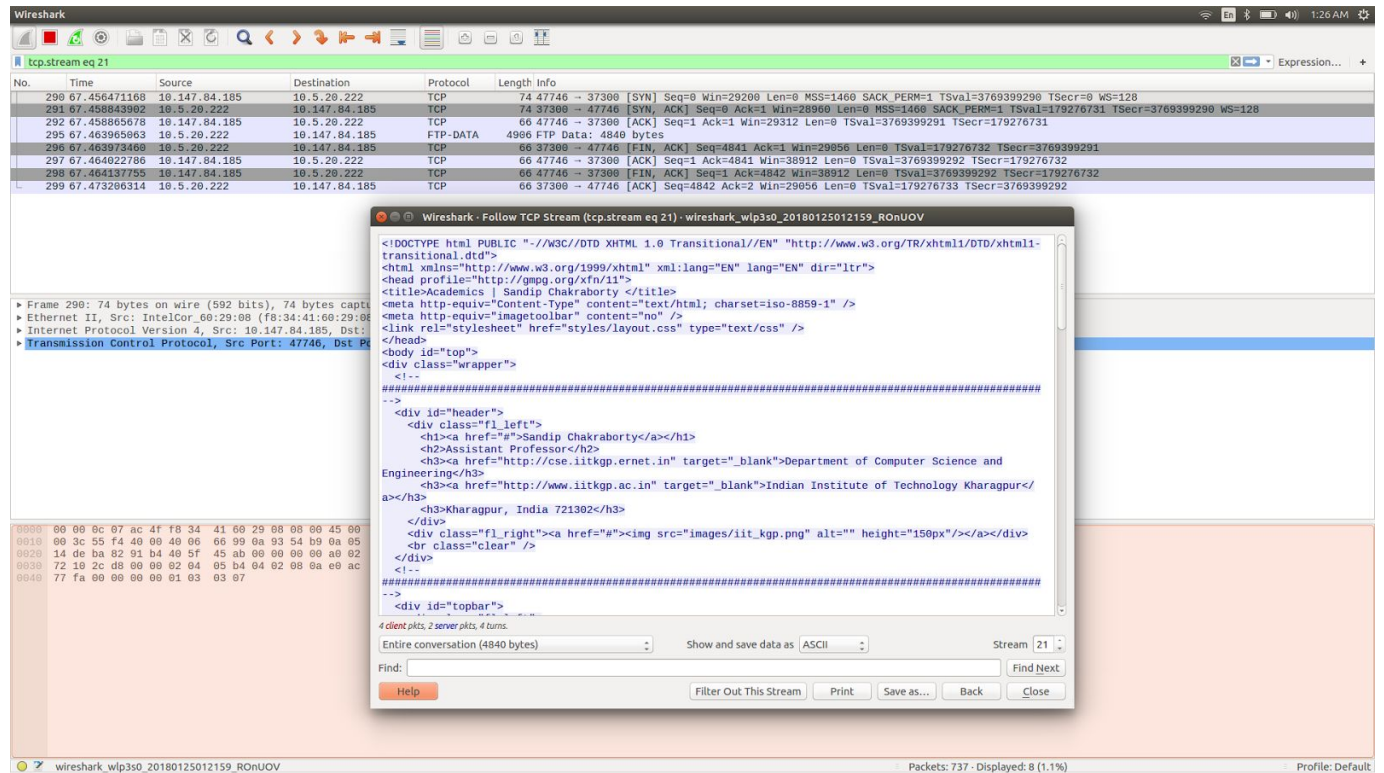 Wireshark
En
1:26 AM
tcp.stream eq 21
Expression...
+
No. Time Source Destination Protocol Length Info
290 67.456471168 10.147.84.185 10.5.20.222 TCP 74 47746 → 37300 [SYN] Seq=0 Win=29200 Len=0 MSS=1460 SACK_PERM=1 TSval=3769399290 TSecr=0 WS=128
291 67.458843902 10.5.20.222 10.147.84.185 TCP 74 37300 → 47746 [SYN, ACK] Seq=0 Ack=1 Win=28960 Len=0 MSS=1460 SACK_PERM=1 TSval=179276731 TSecr=3769399290 WS=128
292 67.458865678 10.147.84.185 10.5.20.222 TCP 66 47746 → 37300 [ACK] Seq=1 Ack=1 Win=29312 Len=0 TSval=3769399291 TSecr=179276731
295 67.463965063 10.5.20.222 10.147.84.185 FTP-DATA 4906 FTP Data: 4840 bytes
296 67.463973460 10.5.20.222 10.147.84.185 TCP 66 37300 → 47746 [FIN, ACK] Seq=4841 Ack=1 Win=29056 Len=0 TSval=179276732 TSecr=3769399291
297 67.464022786 10.147.84.185 10.5.20.222 TCP 66 47746 → 37300 [ACK] Seq=1 Ack=4841 Win=38912 Len=0 TSval=3769399292 TSecr=179276732
298 67.464137755 10.147.84.185 10.5.20.222 TCP 66 47746 → 37300 [FIN, ACK] Seq=1 Ack=4842 Win=38912 Len=0 TSval=3769399292 TSecr=179276732
299 67.473206314 10.5.20.222 10.147.84.185 TCP 66 37300 → 47746 [ACK] Seq=4842 Ack=2 Win=29056 Len=0 TSval=179276733 TSecr=3769399292
Wireshark · Follow TCP Stream (tcp.stream eq 21) · wireshark_wlp3s0_20180125012159_ROnUOV
<!DOCTYPE html PUBLIC "-//W3C//DTD XHTML 1.0 Transitional//EN" "http://www.w3.org/TR/xhtml1/DTD/xhtml1-
transitional.dtd">
<html xmlns="http://www.w3.org/1999/xhtml" xml:lang="EN" lang="EN" dir="ltr">
<head profile="http://gmpg.org/xfn/11">
<title>Academics | Sandip Chakraborty </title>
<meta http-equiv="Content-Type" content="text/html; charset=iso-8859-1" />
<meta http-equiv="imagetoolbar" content="no" />
<link rel="stylesheet" href="styles/layout.css" type="text/css" />
</head>
<body id="top">
<div class="wrapper">
<!--
#######################################################################################################
-->
<div id="header">
<div class="fl_left">
<h1><a href="#">Sandip Chakraborty</a></h1>
<h2>Assistant Professor</h2>
<h3><a href="http://cse.iitkgp.ernet.in" target="_blank">Department of Computer Science and
Engineering</h3>
<h3><a href="http://www.iitkgp.ac.in" target="_blank">Indian Institute of Technology Kharagpur</
a></h3>
<h3>Kharagpur, India 721302</h3>
</div>
<div class="fl_right"><a href="#"><img src="images/iit_kgp.png" alt="" height="150px"/></a></div>
<br class="clear" />
</div>
<!--
#######################################################################################################
-->
<div id="topbar">
4 client pkts, 2 server pkts, 4 turns.
Entire conversation (4840 bytes)
Show and save data as ASCII
Stream 21
Find:
Find Next
Help
Filter Out This Stream
Print
Save as...
Back
Close
Frame 290: 74 bytes on wire (592 bits), 74 bytes captu
Ethernet II, Src: IntelCor_60:29:08 (f8:34:41:60:29:08
Internet Protocol Version 4, Src: 10.147.84.185, Dst:
Transmission Control Protocol, Src Port: 47746, Dst Po
0000 00 00 0c 07 ac 4f f8 34 41 60 29 08 08 00 45 00
0010 00 3c 55 f4 40 00 40 06 66 99 0a 93 54 b9 0a 05
0020 14 de ba 82 91 b4 40 5f 45 ab 00 00 00 00 a0 02
0030 72 10 2c d8 00 00 02 04 05 b4 04 02 08 0a e0 ac
0040 77 fa 00 00 00 00 01 03 03 07
wireshark_wlp3s0_20180125012159_ROnUOV
Packets: 737 · Displayed: 8 (1.1%)
Profile: Default